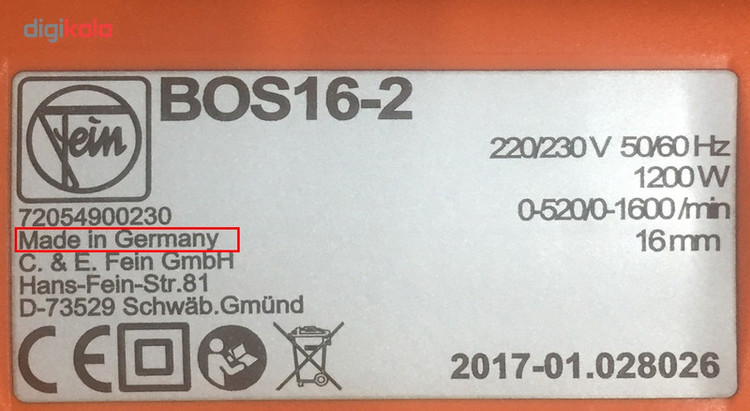 digikala
Fein
BOS16-2
220/230 V 50/60 Hz
1200 W
0-520/0-1600 /min
16 mm
72054900230
Made in Germany
C. & E. Fein GmbH
Hans-Fein-Str.81
D-73529 Schwäb.Gmünd
CE
2017-01.028026